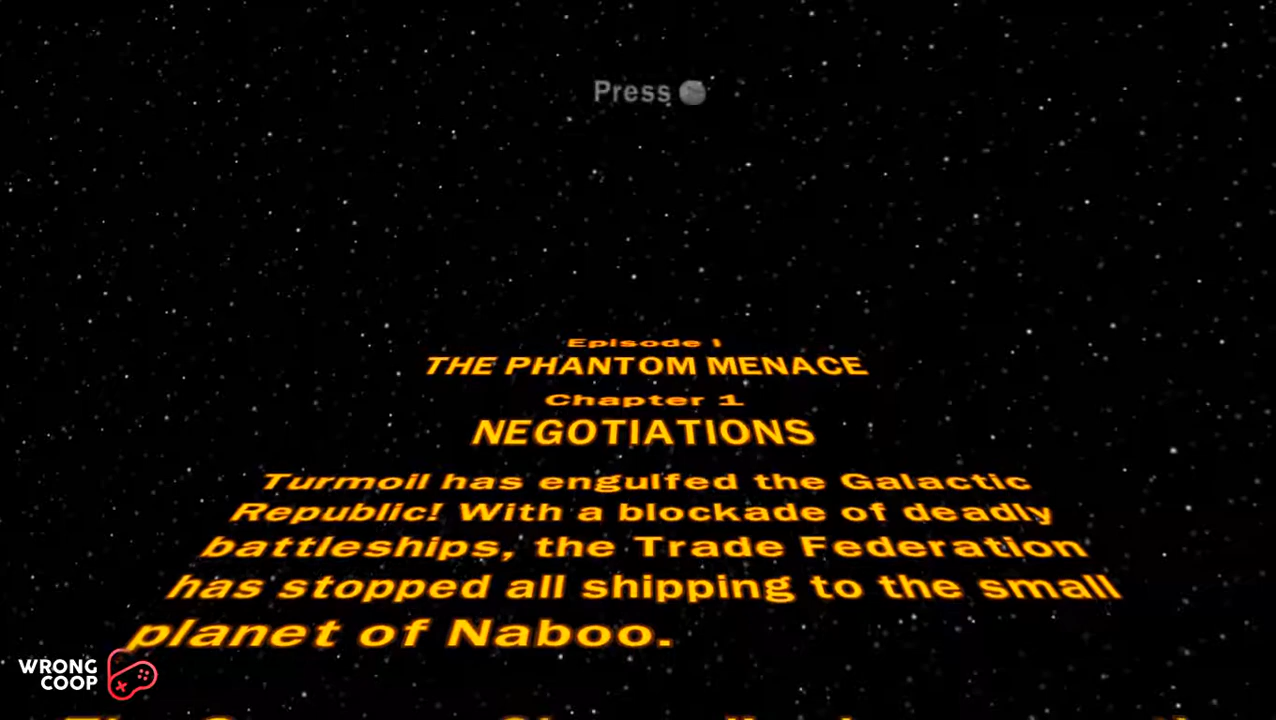 Press
Episode I
THE PHANTOM MENACE
Chapter 1
NEGOTIATIONS
Turmoil has engulfed the Galactic
Republic! With a blockade of deadly
battleships, the Trade Federation
has stopped all shipping to the small
planet of Naboo.
WRONG
COOP